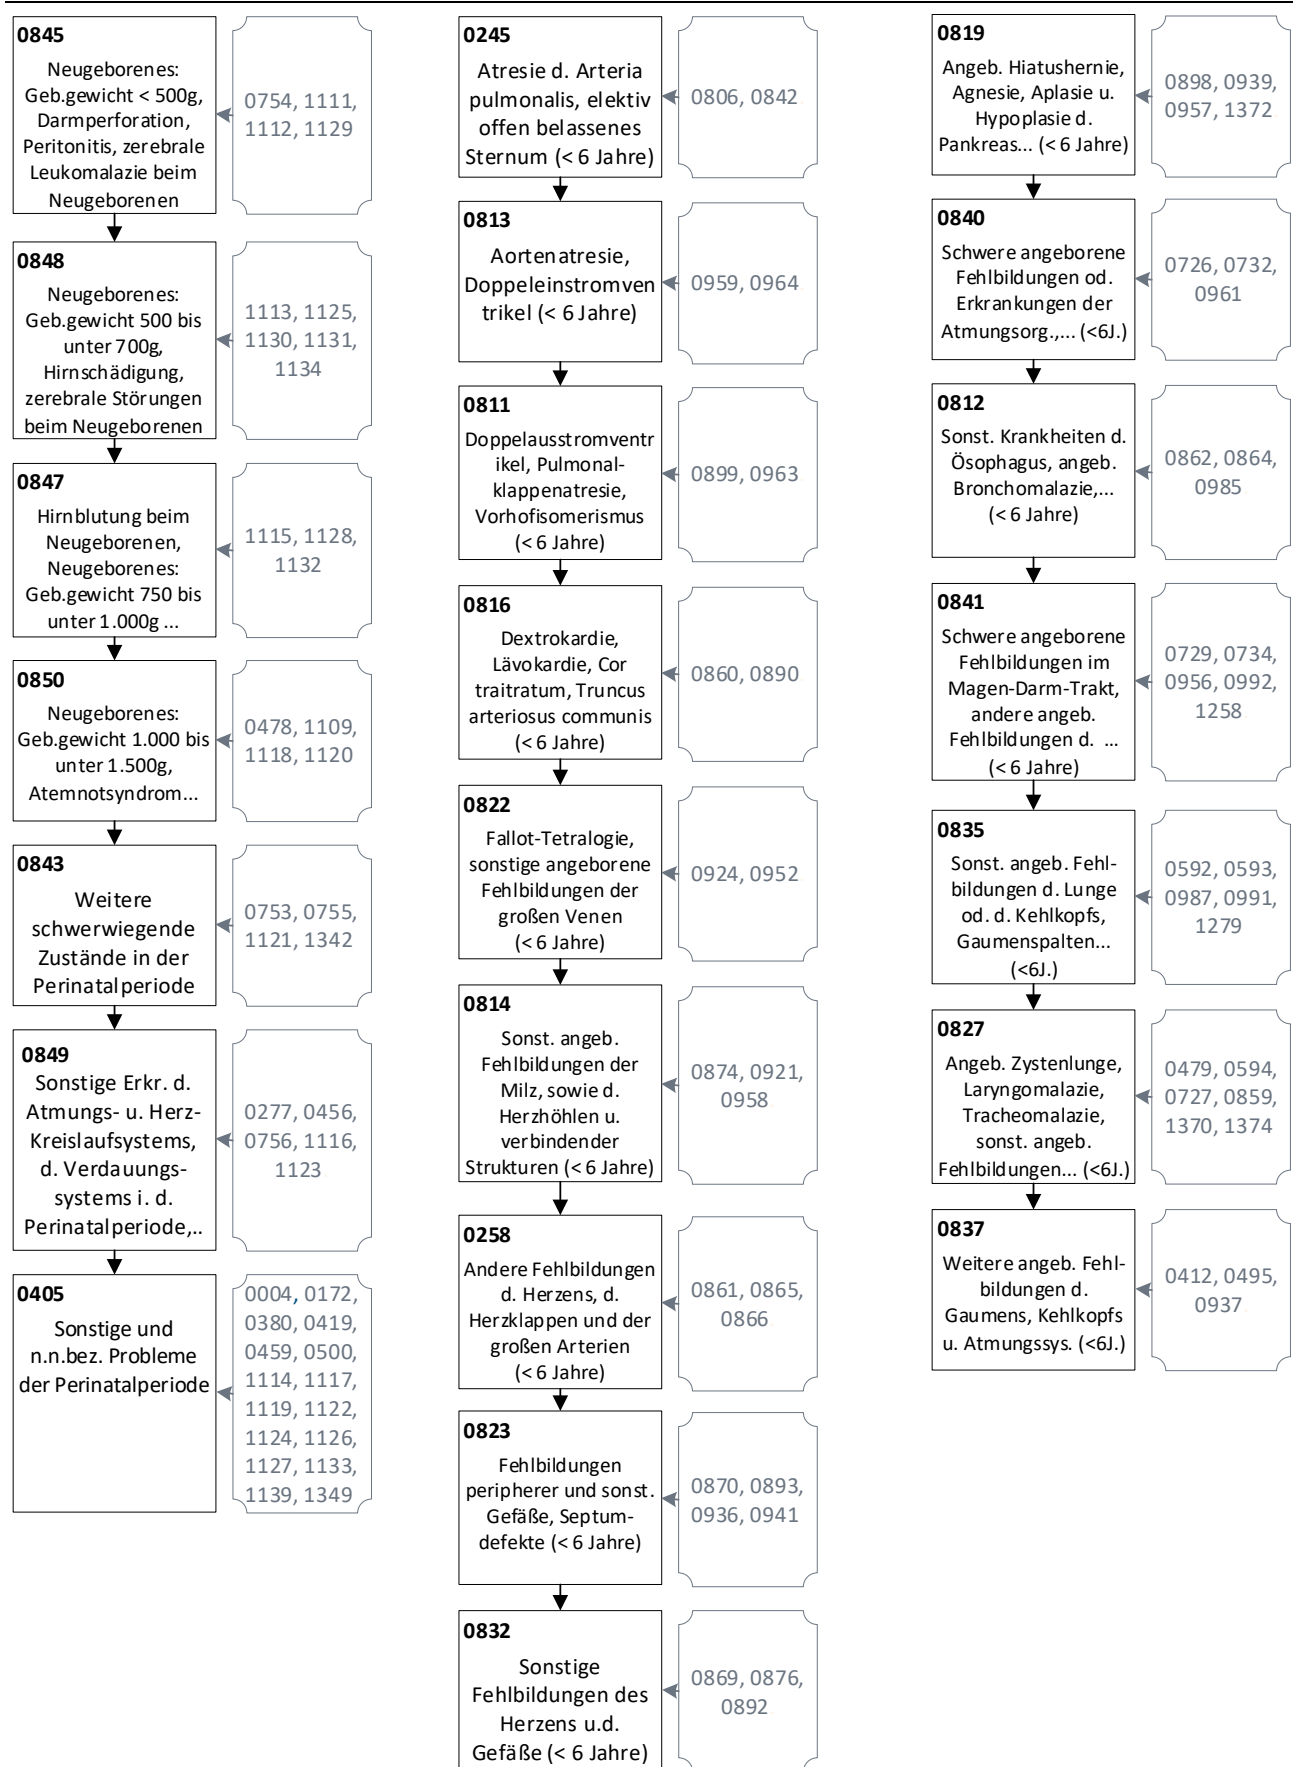 0845
Neugeborenes:
Geb.gewicht < 500g,
Darmperforation,
Peritonitis, zerebrale
Leukomalazie beim
Neugeborenen
0754, 1111,
1112, 1129
0848
Neugeborenes:
Geb.gewicht 500 bis
unter 700g,
Hirnschädigung,
zerebrale Störungen
beim Neugeborenen
1113, 1125,
1130, 1131,
1134
0847
Hirnblutung beim
Neugeborenen,
Neugeborenes:
Geb.gewicht 750 bis
unter 1.000g ...
1115, 1128,
1132
0850
Neugeborenes:
Geb.gewicht 1.000 bis
unter 1.500g,
Atemnotsyndrom...
0478, 1109,
1118, 1120
0843
Weitere
schwerwiegende
Zustände in der
Perinatalperiode
0753, 0755,
1121, 1342
0849
Sonstige Erkr. d.
Atmungs- u. Herz-
Kreislaufsystems,
d. Verdauungs-
systems i. d.
Perinatalperiode,..
0277, 0456,
0756, 1116,
1123
0405
Sonstige und
n.n.bez. Probleme
der Perinatalperiode
0004, 0172,
0380, 0419,
0459, 0500,
1114, 1117,
1119, 1122,
1124, 1126,
1127, 1133,
1139, 1349
0245
Atresie d. Arteria
pulmonalis, elektiv
offen belassenes
Sternum (< 6 Jahre)
0806, 0842
0813
Aortenatresie,
Doppeleinstromven
trikel (< 6 Jahre)
0959, 0964
0811
Doppelausstromventr
ikel, Pulmonal-
klappenatresie,
Vorhofisomerismus
(< 6 Jahre)
0899, 0963
0816
Dextrokardie,
Lävokardie, Cor
traitratum, Truncus
arteriosus communis
(< 6 Jahre)
0860, 0890
0822
Fallot-Tetralogie,
sonstige angeborene
Fehlbildungen der
großen Venen
(< 6 Jahre)
0924, 0952
0814
Sonst. angeb.
Fehlbildungen der
Milz, sowie d.
Herzhöhlen u.
verbindender
Strukturen (< 6 Jahre)
0874, 0921,
0958
0258
Andere Fehlbildungen
d. Herzens, d.
Herzklappen und der
großen Arterien
(< 6 Jahre)
0861, 0865,
0866
0823
Fehlbildungen
peripherer und sonst.
Gefäße, Septum-
defekte (< 6 Jahre)
0870, 0893,
0936, 0941
0832
Sonstige
Fehlbildungen des
Herzens u.d.
Gefäße (< 6 Jahre)
0869, 0876,
0892
0819
Angeb. Hiatushernie,
Agnesie, Aplasie u.
Hypoplasie d.
Pankreas... (< 6 Jahre)
0898, 0939,
0957, 1372
0840
Schwere angeborene
Fehlbildungen od.
Erkrankungen der
Atmungsorg.,... (<6J.)
0726, 0732,
0961
0812
Sonst. Krankheiten d.
Ösophagus, angeb.
Bronchomalazie,...
(< 6 Jahre)
0862, 0864,
0985
0841
Schwere angeborene
Fehlbildungen im
Magen-Darm-Trakt,
andere angeb.
Fehlbildungen d. ...
(< 6 Jahre)
0729, 0734,
0956, 0992,
1258
0835
Sonst. angeb. Fehl-
bildungen d. Lunge
od. d. Kehlkopfs,
Gaumenspalten...
(<6J.)
0592, 0593,
0987, 0991,
1279
0827
Angeb. Zystenlunge,
Laryngomalazie,
Tracheomalazie,
sonst. angeb.
Fehlbildungen... (<6J.)
0479, 0594,
0727, 0859,
1370, 1374
0837
Weitere angeb. Fehl-
bildungen d.
Gaumens, Kehlkopfs
u. Atmungssys. (<6J.)
0412, 0495,
0937